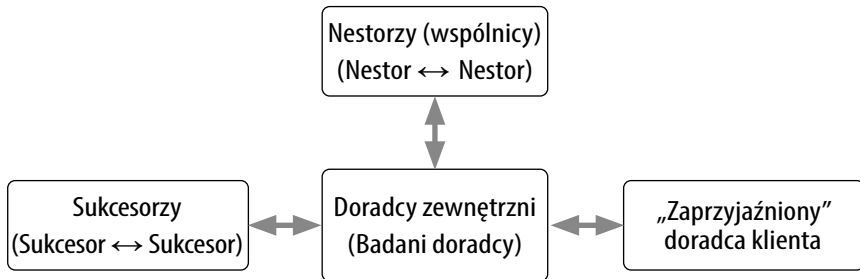 Nestorzy (wspólnicy)
(Nestor ↔ Nestor)
Sukcesorzy
(Sukcesor ↔ Sukcesor)
Doradcy zewnętrzni
(Badani doradcy)
„Zaprzyjaźniony”
doradca klienta